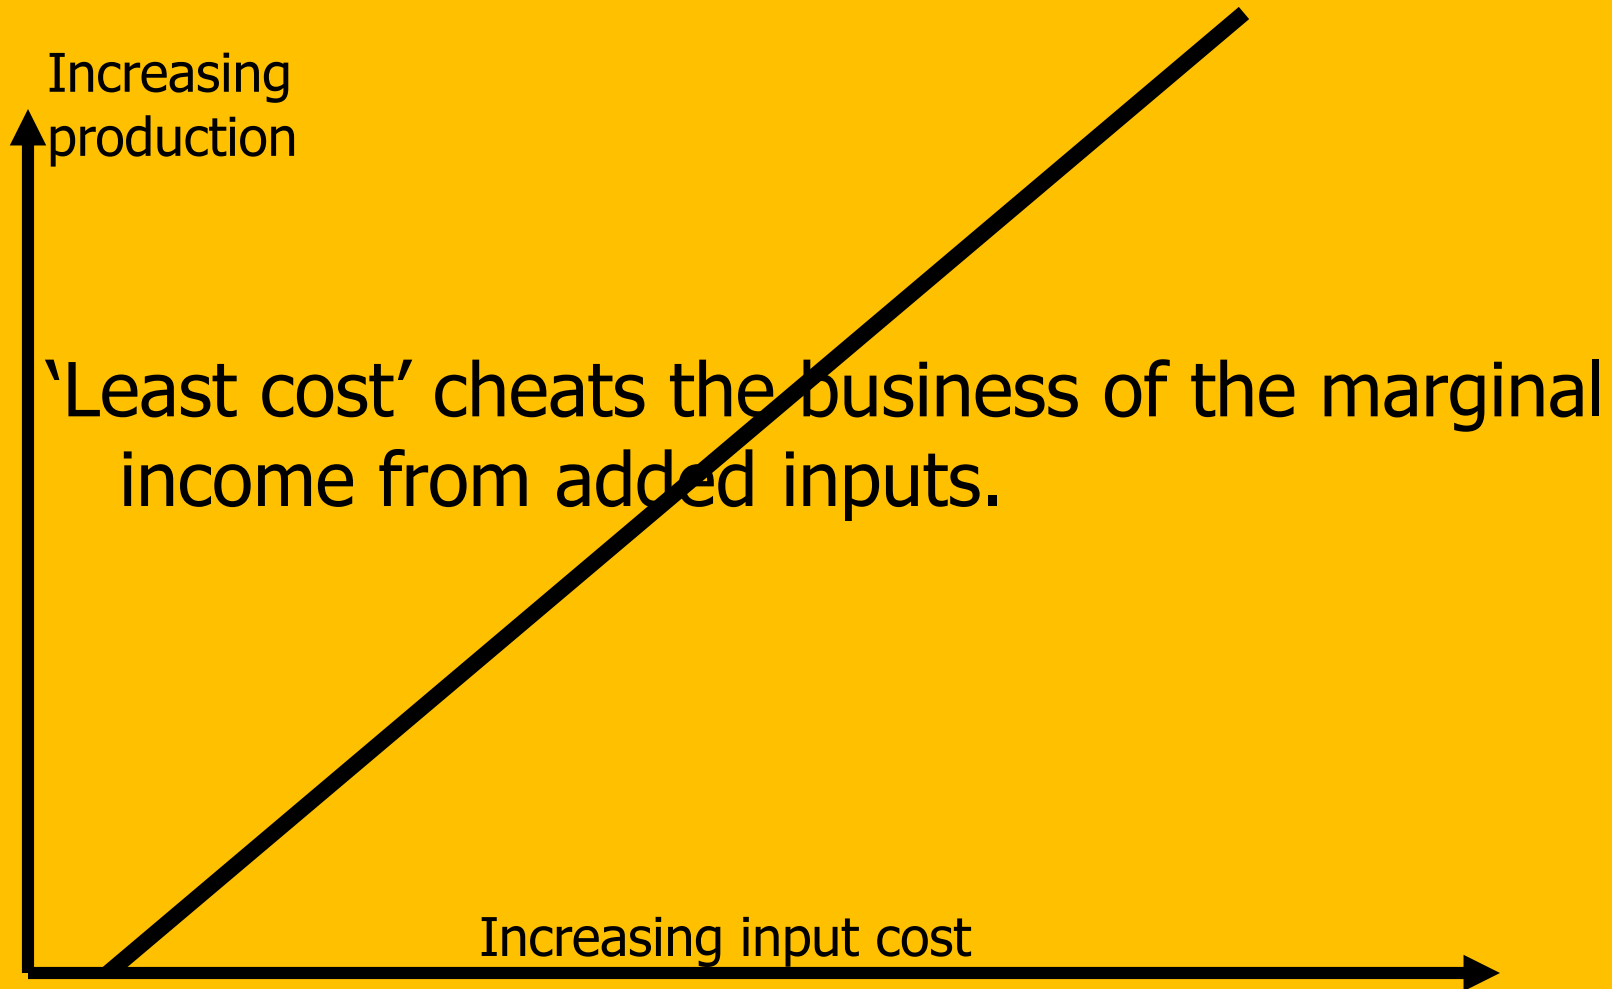 Increasing
production
‘Least cost’ cheats the business of the marginal
income from added inputs.
Increasing input cost